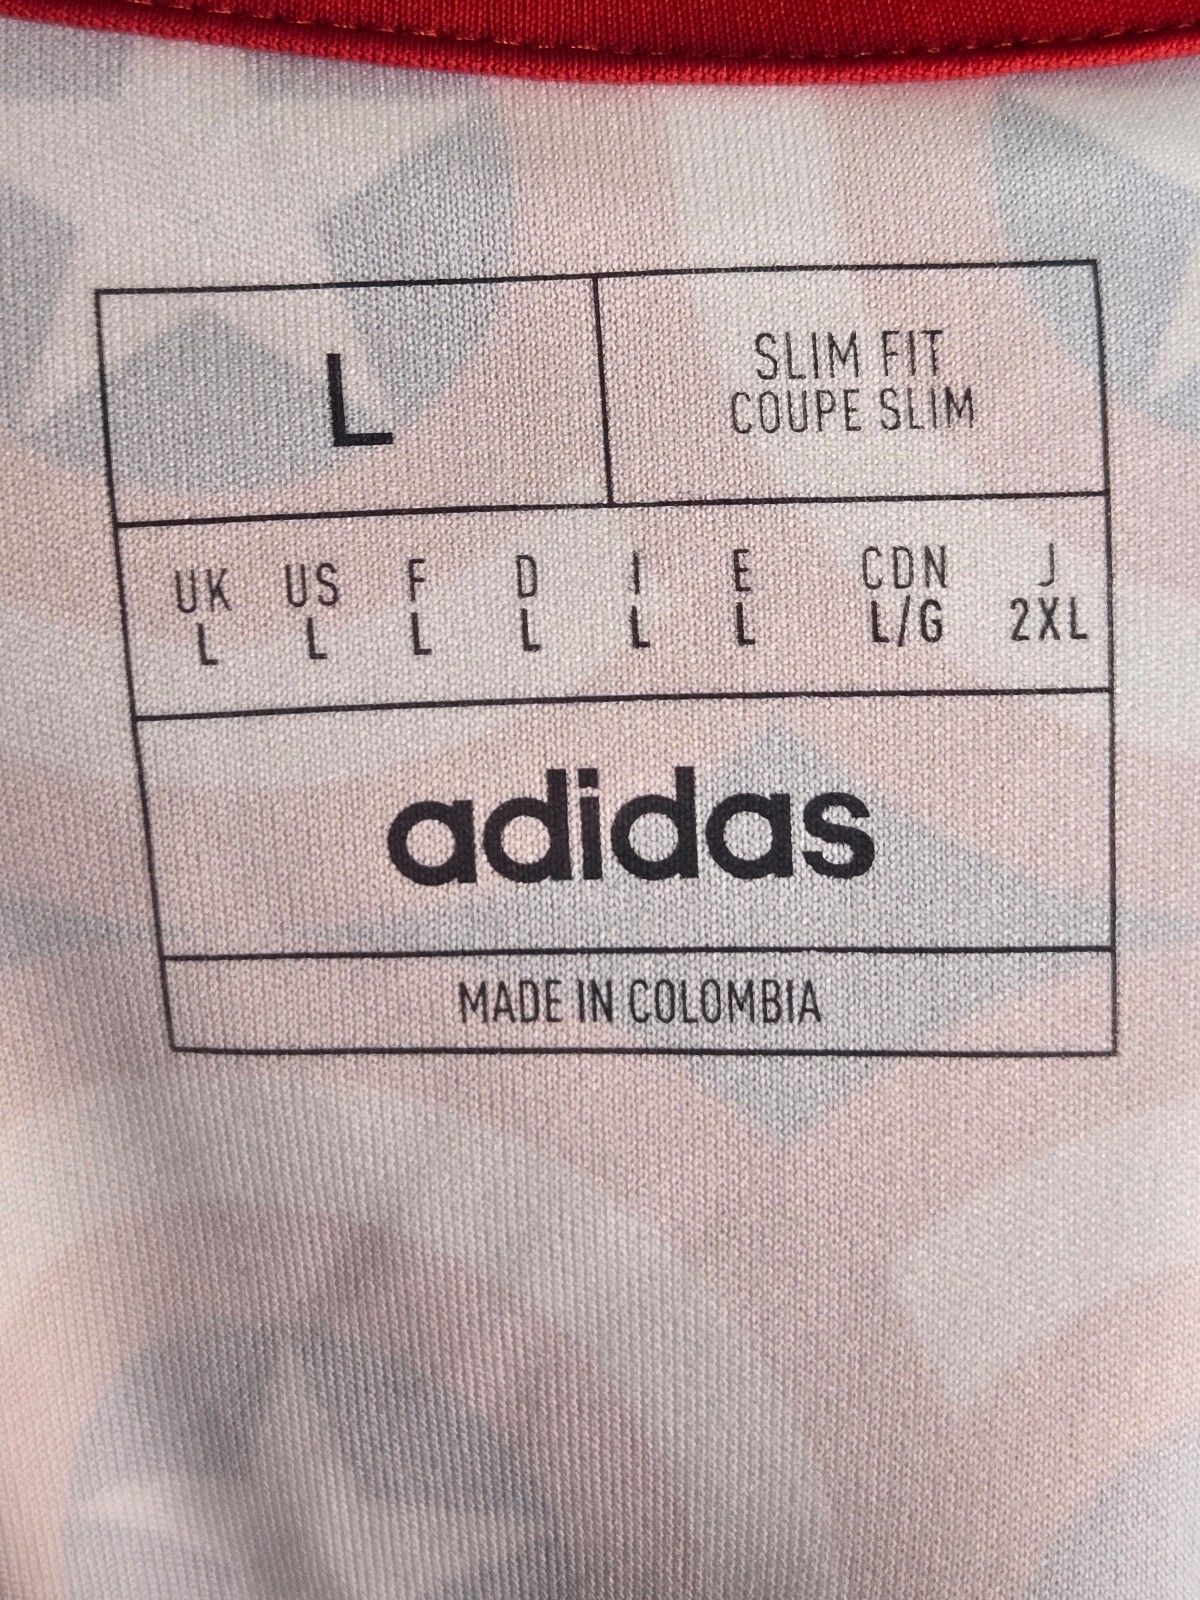 L
SLIM FIT
COUPE SLIM
UK US F D I E CDN J
L L L L L L L/G 2XL
adidas
MADE IN COLOMBIA